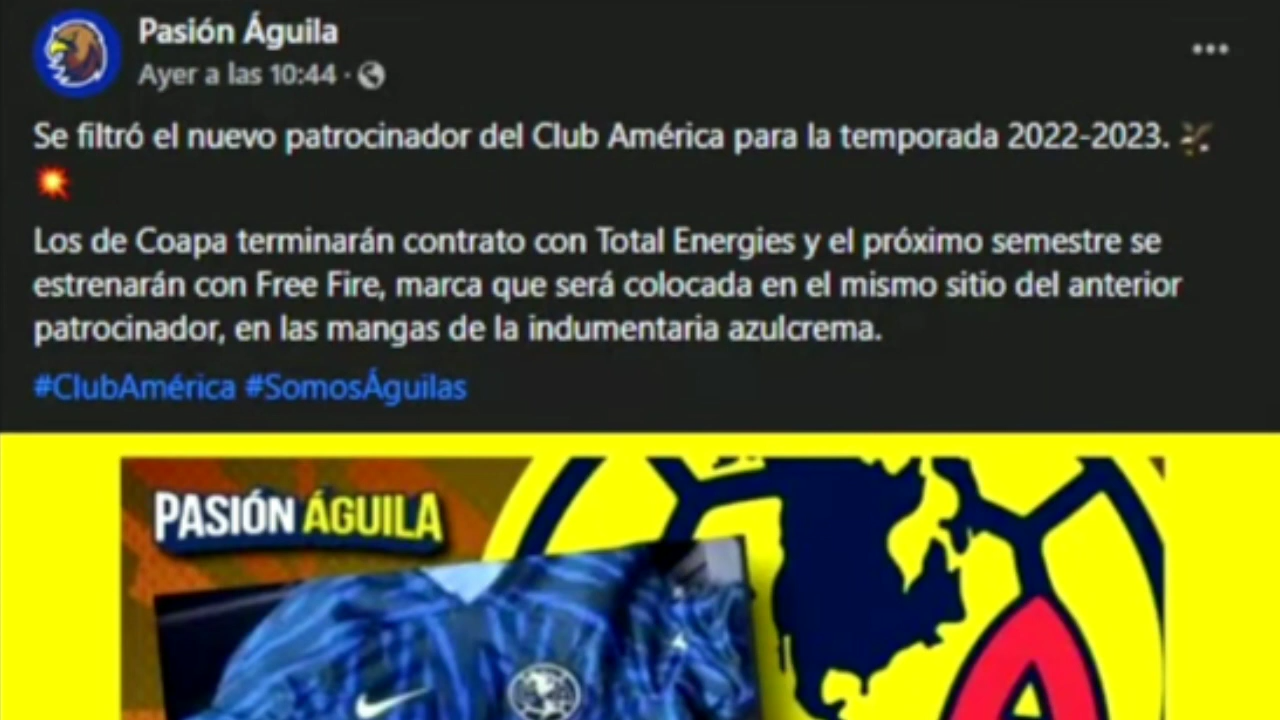 Pasión Águila
Ayer a las 10:44 ·
Se filtró el nuevo patrocinador del Club América para la temporada 2022-2023.
Los de Coapa terminarán contrato con Total Energies y el próximo semestre se
estrenarán con Free Fire, marca que será colocada en el mismo sitio del anterior
patrocinador, en las mangas de la indumentaria azulcrema.
#ClubAmérica #SomosÁguilas
PASIÓN ÁGUILA